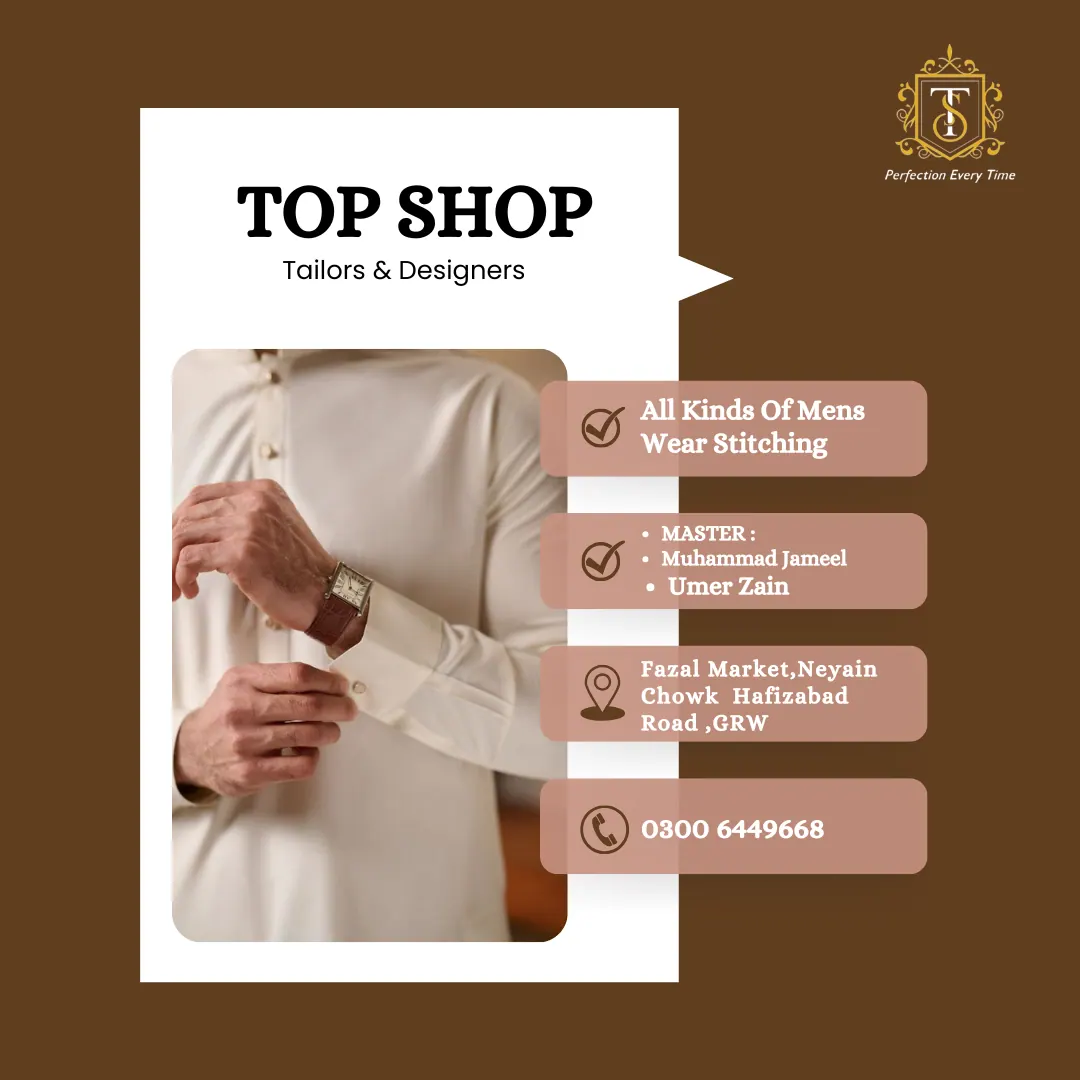 TS
Perfection Every Time
TOP SHOP
Tailors & Designers
All Kinds Of Mens
Wear Stitching
• MASTER :
• Muhammad Jameel
• Umer Zain
Fazal Market,Neyain
Chowk Hafizabad
Road ,GRW
0300 6449668